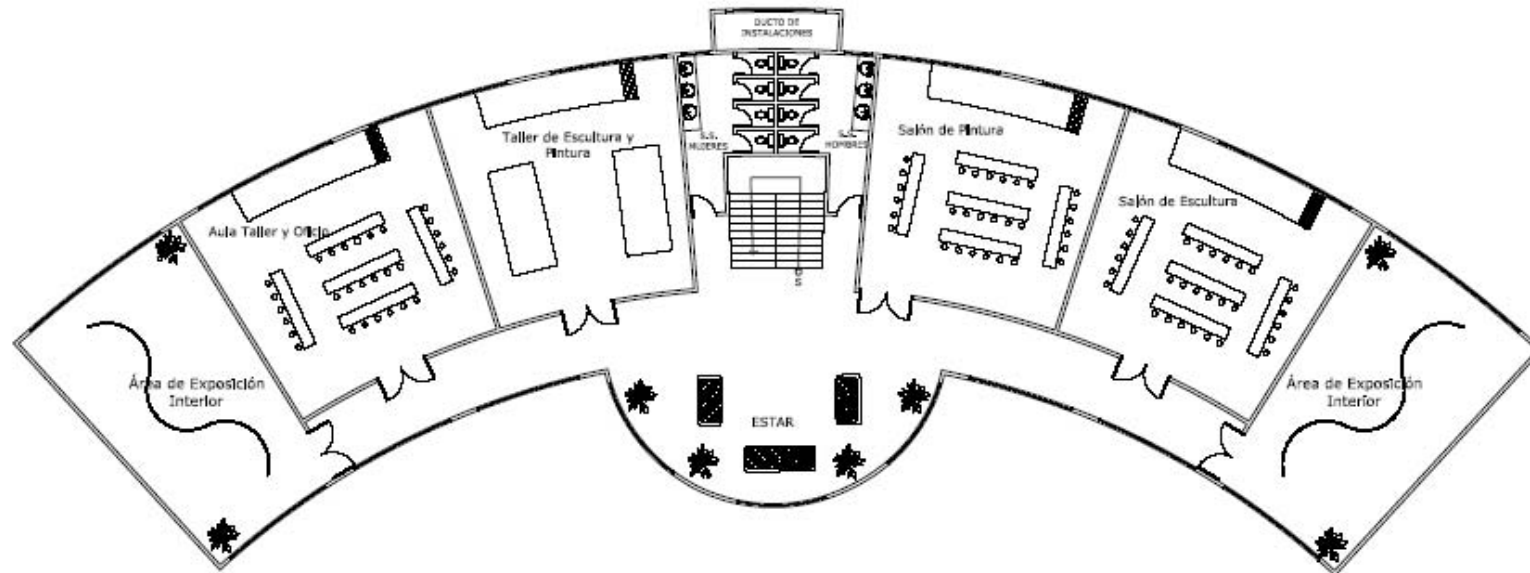 DUCTO DE
INSTALACIONES
Taller de Escultura y
Pintura
S.S.
MUJERES
S.S.
HOMBRES
Salón de Pintura
Salón de Escultura
Aula Taller y Oficio
Área de Exposición
Interior
Área de Exposición
Interior
ESTAR